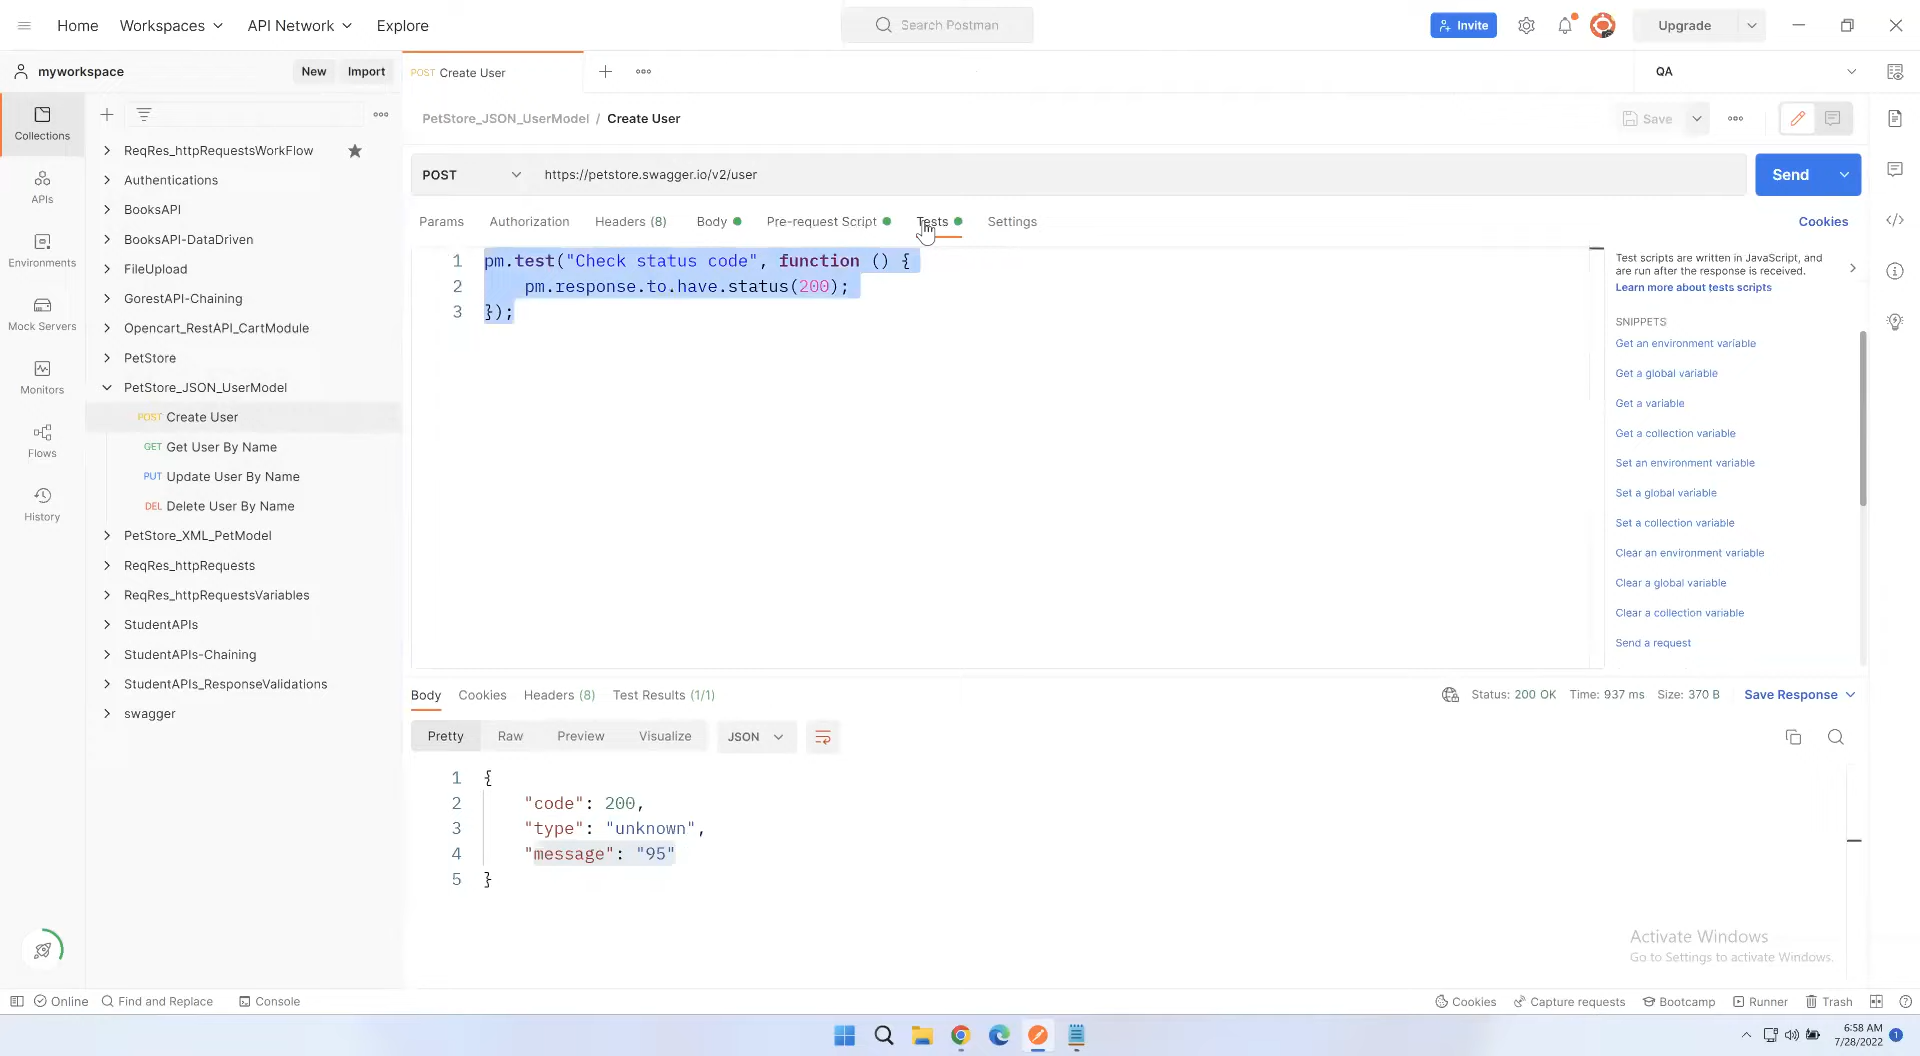 Home Workspaces API Network Explore Search Postman Invite Upgrade
myworkspace New Import POST Create User ooo QA
Collections
APIs
Environments
Mock Servers
Monitors
Flows
History
ReqRes_httpRequestsWorkFlow
Authentications
BooksAPI
BooksAPI-DataDriven
FileUpload
GorestAPI-Chaining
Opencart_RestAPI_CartModule
PetStore
PetStore_JSON_UserModel
POST Create User
GET Get User By Name
PUT Update User By Name
DEL Delete User By Name
PetStore_XML_PetModel
ReqRes_httpRequests
ReqRes_httpRequestsVariables
StudentAPIs
StudentAPIs-Chaining
StudentAPIs_ResponseValidations
swagger
PetStore_JSON_UserModel / Create User Save
POST https://petstore.swagger.io/v2/user Send
Params Authorization Headers (8) Body Pre-request Script Tests Settings Cookies
1 pm.test("Check status code", function () {
2 pm.response.to.have.status(200);
3 });
Test scripts are written in JavaScript, and
are run after the response is received.
Learn more about tests scripts
SNIPPETS
Get an environment variable
Get a global variable
Get a variable
Get a collection variable
Set an environment variable
Set a global variable
Set a collection variable
Clear an environment variable
Clear a global variable
Clear a collection variable
Send a request
Body Cookies Headers (8) Test Results (1/1) Status: 200 OK Time: 937 ms Size: 370 B Save Response
Pretty Raw Preview Visualize JSON
1 {
2 "code": 200,
3 "type": "unknown",
4 "message": "95"
5 }
Activate Windows
Go to Settings to activate Windows.
Online Find and Replace Console Cookies Capture requests Bootcamp Runner Trash
6:58 AM
7/28/2022 1